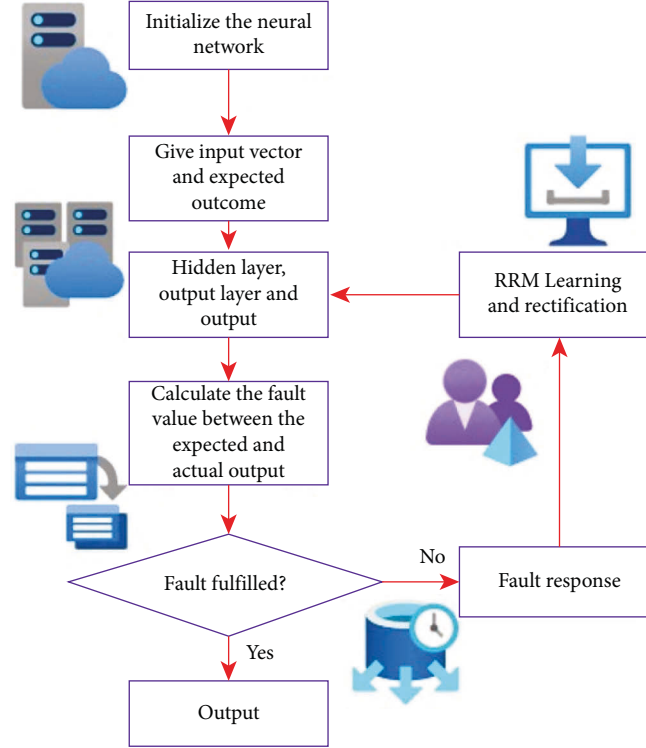 Initialize the neural
network
Give input vector
and expected
outcome
Hidden layer,
output layer and
output
RRM Learning
and rectification
Calculate the fault
value between the
expected and
actual output
Fault fulfilled?
No
Fault response
Yes
Output